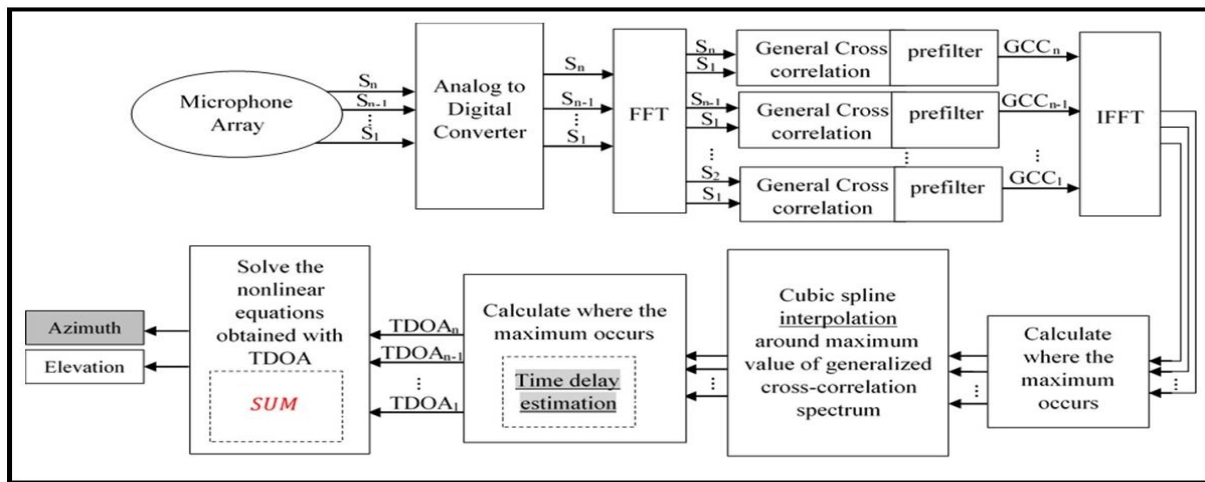 Microphone
Array
Sₙ
Sₙ₋₁
S₁
Analog to
Digital
Converter
Sₙ
Sₙ₋₁
S₁
FFT
Sₙ
S₁
General Cross
correlation
prefilter
GCCₙ
Sₙ₋₁
S₁
General Cross
correlation
prefilter
GCCₙ₋₁
S₂
S₁
General Cross
correlation
prefilter
GCC₁
IFFT
Calculate
where the
maximum
occurs
Cubic spline
interpolation
around maximum
value of generalized
cross-correlation
spectrum
Calculate where the
maximum occurs
Time delay
estimation
TDOAₙ
TDOAₙ₋₁
TDOA₁
Solve the
nonlinear
equations
obtained with
TDOA
SUM
Azimuth
Elevation